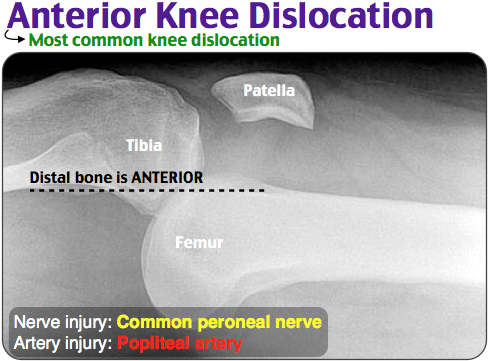 Anterior Knee Dislocation
Most common knee dislocation
Patella
Tibia
Distal bone is ANTERIOR
Femur
Nerve injury: Common peroneal nerve
Artery injury: Popliteal artery